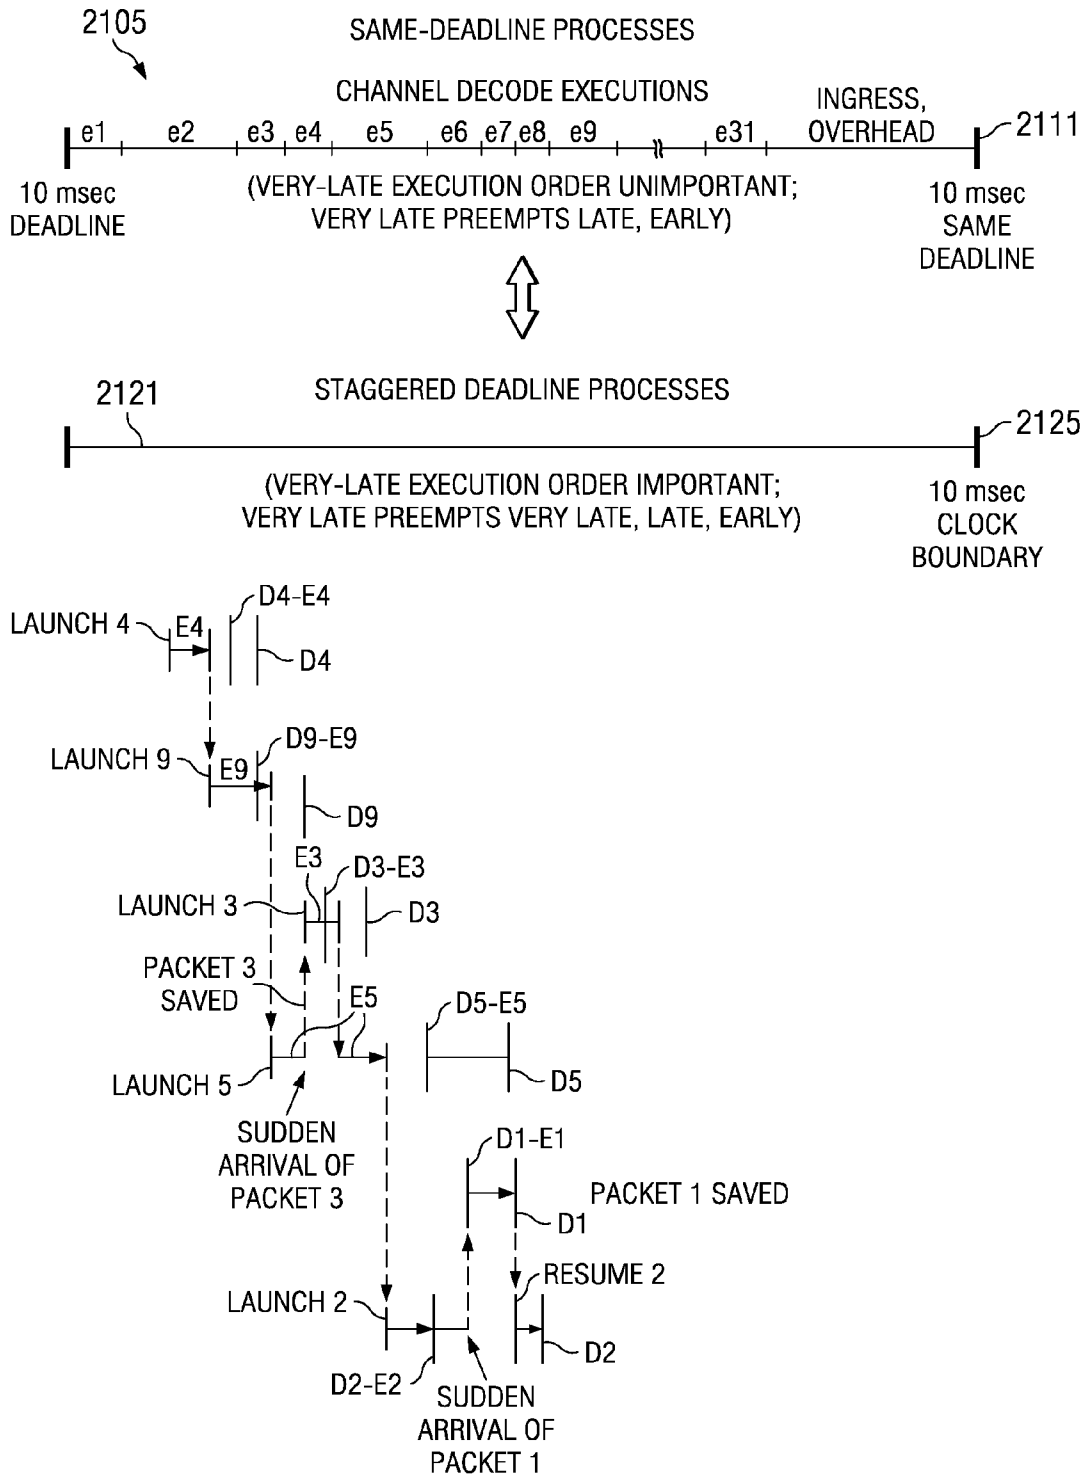 2105
SAME-DEADLINE PROCESSES
CHANNEL DECODE EXECUTIONS
INGRESS,
OVERHEAD
e1 e2 e3 e4 e5 e6 e7 e8 e9 e31
2111
10 msec
DEADLINE
(VERY-LATE EXECUTION ORDER UNIMPORTANT;
VERY LATE PREEMPTS LATE, EARLY)
10 msec
SAME
DEADLINE
2121
STAGGERED DEADLINE PROCESSES
2125
(VERY-LATE EXECUTION ORDER IMPORTANT;
VERY LATE PREEMPTS VERY LATE, LATE, EARLY)
10 msec
CLOCK
BOUNDARY
D4-E4
LAUNCH 4
E4
D4
D9-E9
LAUNCH 9
E9
D9
E3
D3-E3
LAUNCH 3
D3
PACKET 3
SAVED
E5
D5-E5
LAUNCH 5
D5
SUDDEN
ARRIVAL OF
PACKET 3
D1-E1
PACKET 1 SAVED
D1
RESUME 2
LAUNCH 2
D2
D2-E2
SUDDEN
ARRIVAL OF
PACKET 1